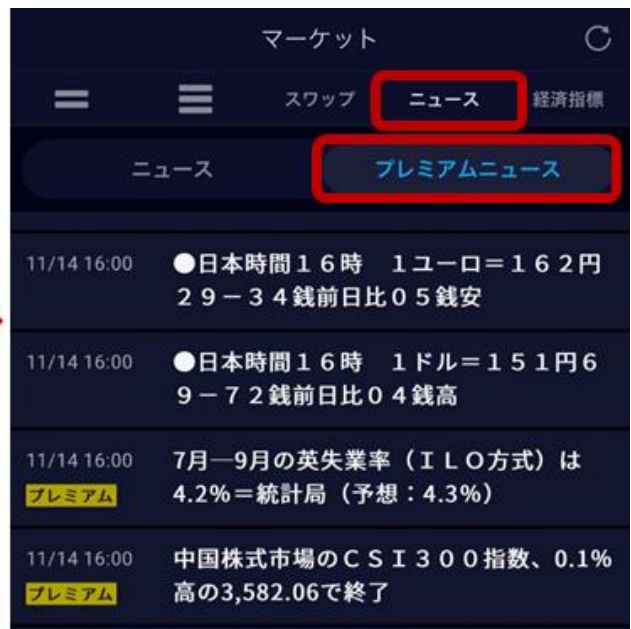 マーケット
スワップ ニュース 経済指標
ニュース プレミアムニュース
11/14 16:00 ●日本時間１６時　１ユーロ＝１６２円
２９－３４銭前日比０５銭安
11/14 16:00 ●日本時間１６時　１ドル＝１５１円６
９－７２銭前日比０４銭高
11/14 16:00 7月―9月の英失業率（ＩＬＯ方式）は
プレミアム 4.2%＝統計局（予想：4.3%）
11/14 16:00 中国株式市場のＣＳＩ３００指数、0.1%
プレミアム 高の3,582.06で終了